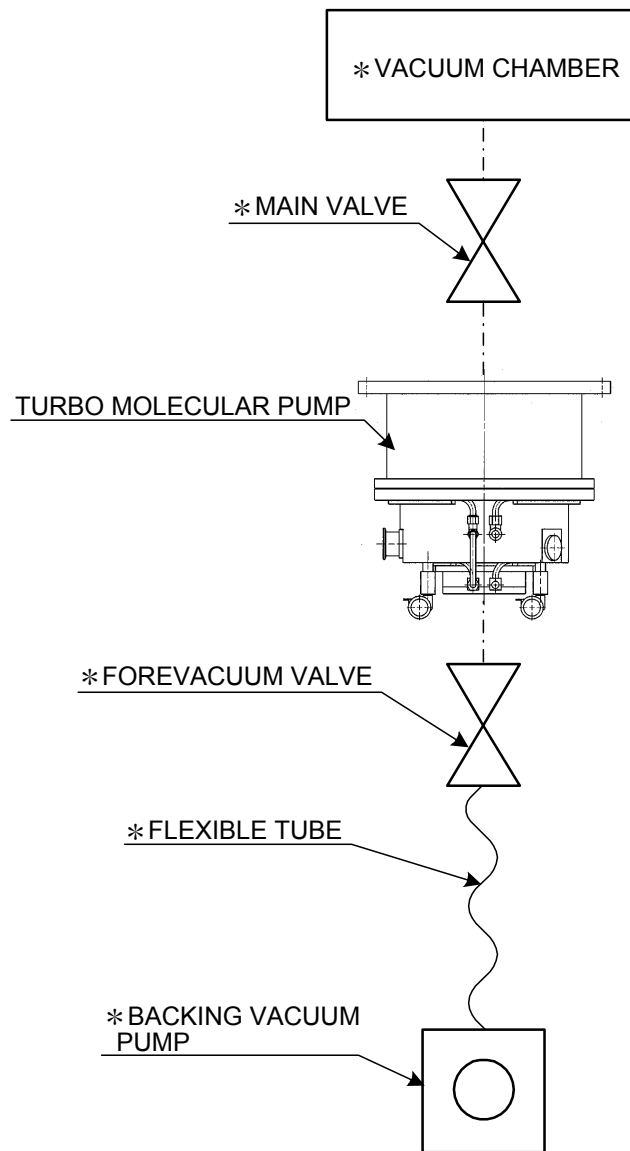 ＊VACUUM CHAMBER
＊MAIN VALVE
TURBO MOLECULAR PUMP
＊FOREVACUUM VALVE
＊FLEXIBLE TUBE
＊BACKING VACUUM
PUMP